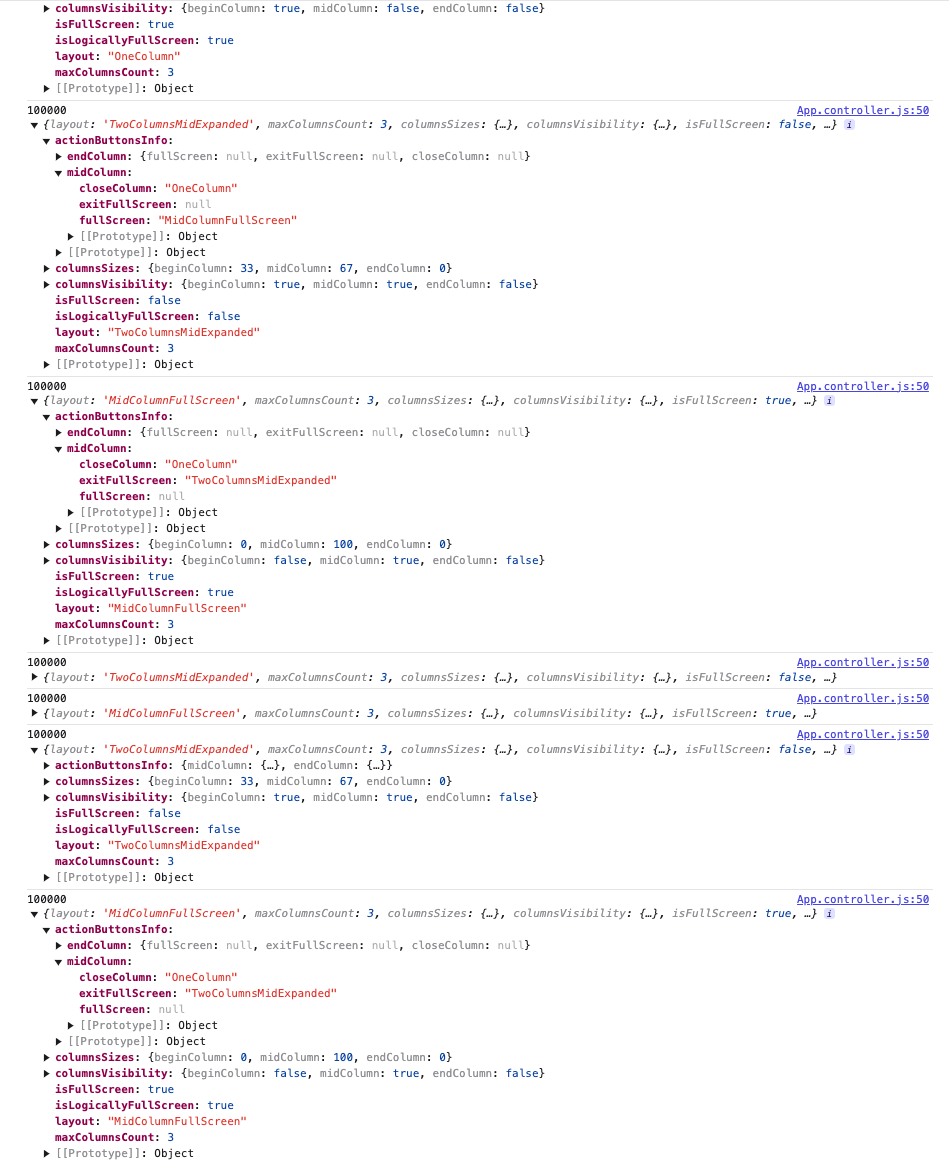 ▶ columnsVisibility: {beginColumn: true, midColumn: false, endColumn: false}
isFullScreen: true
isLogicallyFullScreen: true
layout: "OneColumn"
maxColumnsCount: 3
▶ [[Prototype]]: Object
100000 App.controller.js:50
▼ {layout: 'TwoColumnsMidExpanded', maxColumnsCount: 3, columnsSizes: {…}, columnsVisibility: {…}, isFullScreen: false, …} i
▼ actionButtonsInfo:
▶ endColumn: {fullScreen: null, exitFullScreen: null, closeColumn: null}
▼ midColumn:
closeColumn: "OneColumn"
exitFullScreen: null
fullScreen: "MidColumnFullScreen"
▶ [[Prototype]]: Object
▶ [[Prototype]]: Object
▶ columnsSizes: {beginColumn: 33, midColumn: 67, endColumn: 0}
▶ columnsVisibility: {beginColumn: true, midColumn: true, endColumn: false}
isFullScreen: false
isLogicallyFullScreen: false
layout: "TwoColumnsMidExpanded"
maxColumnsCount: 3
▶ [[Prototype]]: Object
100000 App.controller.js:50
▼ {layout: 'MidColumnFullScreen', maxColumnsCount: 3, columnsSizes: {…}, columnsVisibility: {…}, isFullScreen: true, …} i
▼ actionButtonsInfo:
▶ endColumn: {fullScreen: null, exitFullScreen: null, closeColumn: null}
▼ midColumn:
closeColumn: "OneColumn"
exitFullScreen: "TwoColumnsMidExpanded"
fullScreen: null
▶ [[Prototype]]: Object
▶ [[Prototype]]: Object
▶ columnsSizes: {beginColumn: 0, midColumn: 100, endColumn: 0}
▶ columnsVisibility: {beginColumn: false, midColumn: true, endColumn: false}
isFullScreen: true
isLogicallyFullScreen: true
layout: "MidColumnFullScreen"
maxColumnsCount: 3
▶ [[Prototype]]: Object
100000 App.controller.js:50
▶ {layout: 'TwoColumnsMidExpanded', maxColumnsCount: 3, columnsSizes: {…}, columnsVisibility: {…}, isFullScreen: false, …}
100000 App.controller.js:50
▶ {layout: 'MidColumnFullScreen', maxColumnsCount: 3, columnsSizes: {…}, columnsVisibility: {…}, isFullScreen: true, …}
100000 App.controller.js:50
▼ {layout: 'TwoColumnsMidExpanded', maxColumnsCount: 3, columnsSizes: {…}, columnsVisibility: {…}, isFullScreen: false, …} i
▶ actionButtonsInfo: {midColumn: {…}, endColumn: {…}}
▶ columnsSizes: {beginColumn: 33, midColumn: 67, endColumn: 0}
▶ columnsVisibility: {beginColumn: true, midColumn: true, endColumn: false}
isFullScreen: false
isLogicallyFullScreen: false
layout: "TwoColumnsMidExpanded"
maxColumnsCount: 3
▶ [[Prototype]]: Object
100000 App.controller.js:50
▼ {layout: 'MidColumnFullScreen', maxColumnsCount: 3, columnsSizes: {…}, columnsVisibility: {…}, isFullScreen: true, …} i
▼ actionButtonsInfo:
▶ endColumn: {fullScreen: null, exitFullScreen: null, closeColumn: null}
▼ midColumn:
closeColumn: "OneColumn"
exitFullScreen: "TwoColumnsMidExpanded"
fullScreen: null
▶ [[Prototype]]: Object
▶ [[Prototype]]: Object
▶ columnsSizes: {beginColumn: 0, midColumn: 100, endColumn: 0}
▶ columnsVisibility: {beginColumn: false, midColumn: true, endColumn: false}
isFullScreen: true
isLogicallyFullScreen: true
layout: "MidColumnFullScreen"
maxColumnsCount: 3
▶ [[Prototype]]: Object